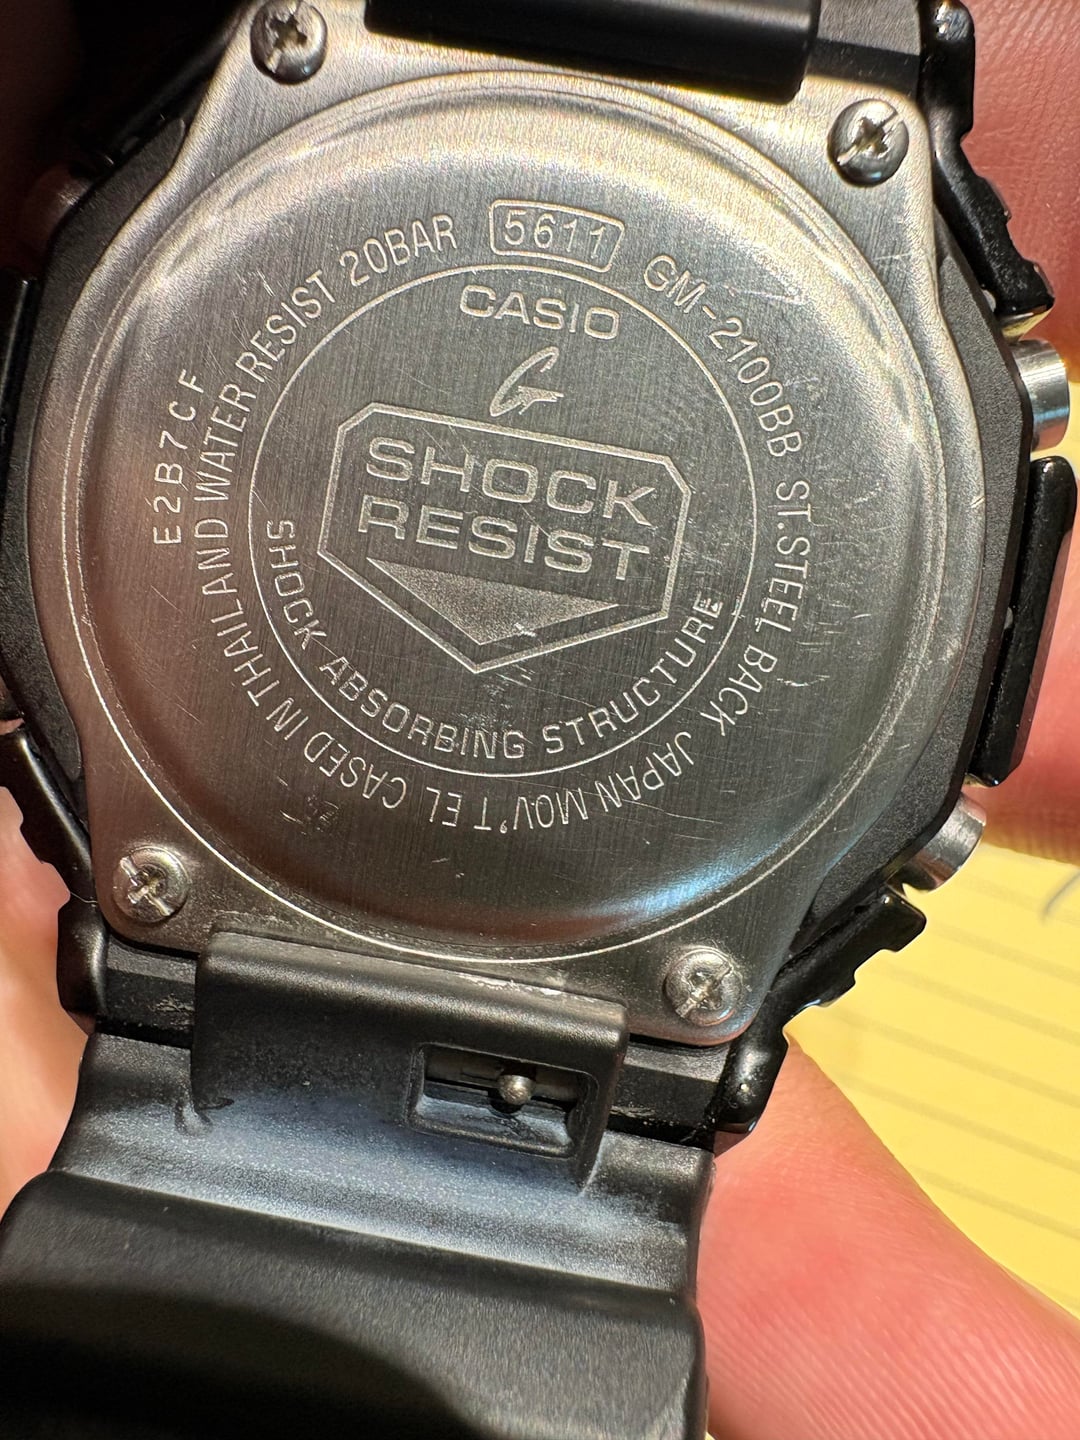 5611
GM-2100BB ST.STEEL BACK
JAPAN MOV'T EL CASED IN THAILAND WATER RESIST 20BAR
E2B7CF
CASIO
G
SHOCK
RESIST
SHOCK ABSORBING STRUCTURE